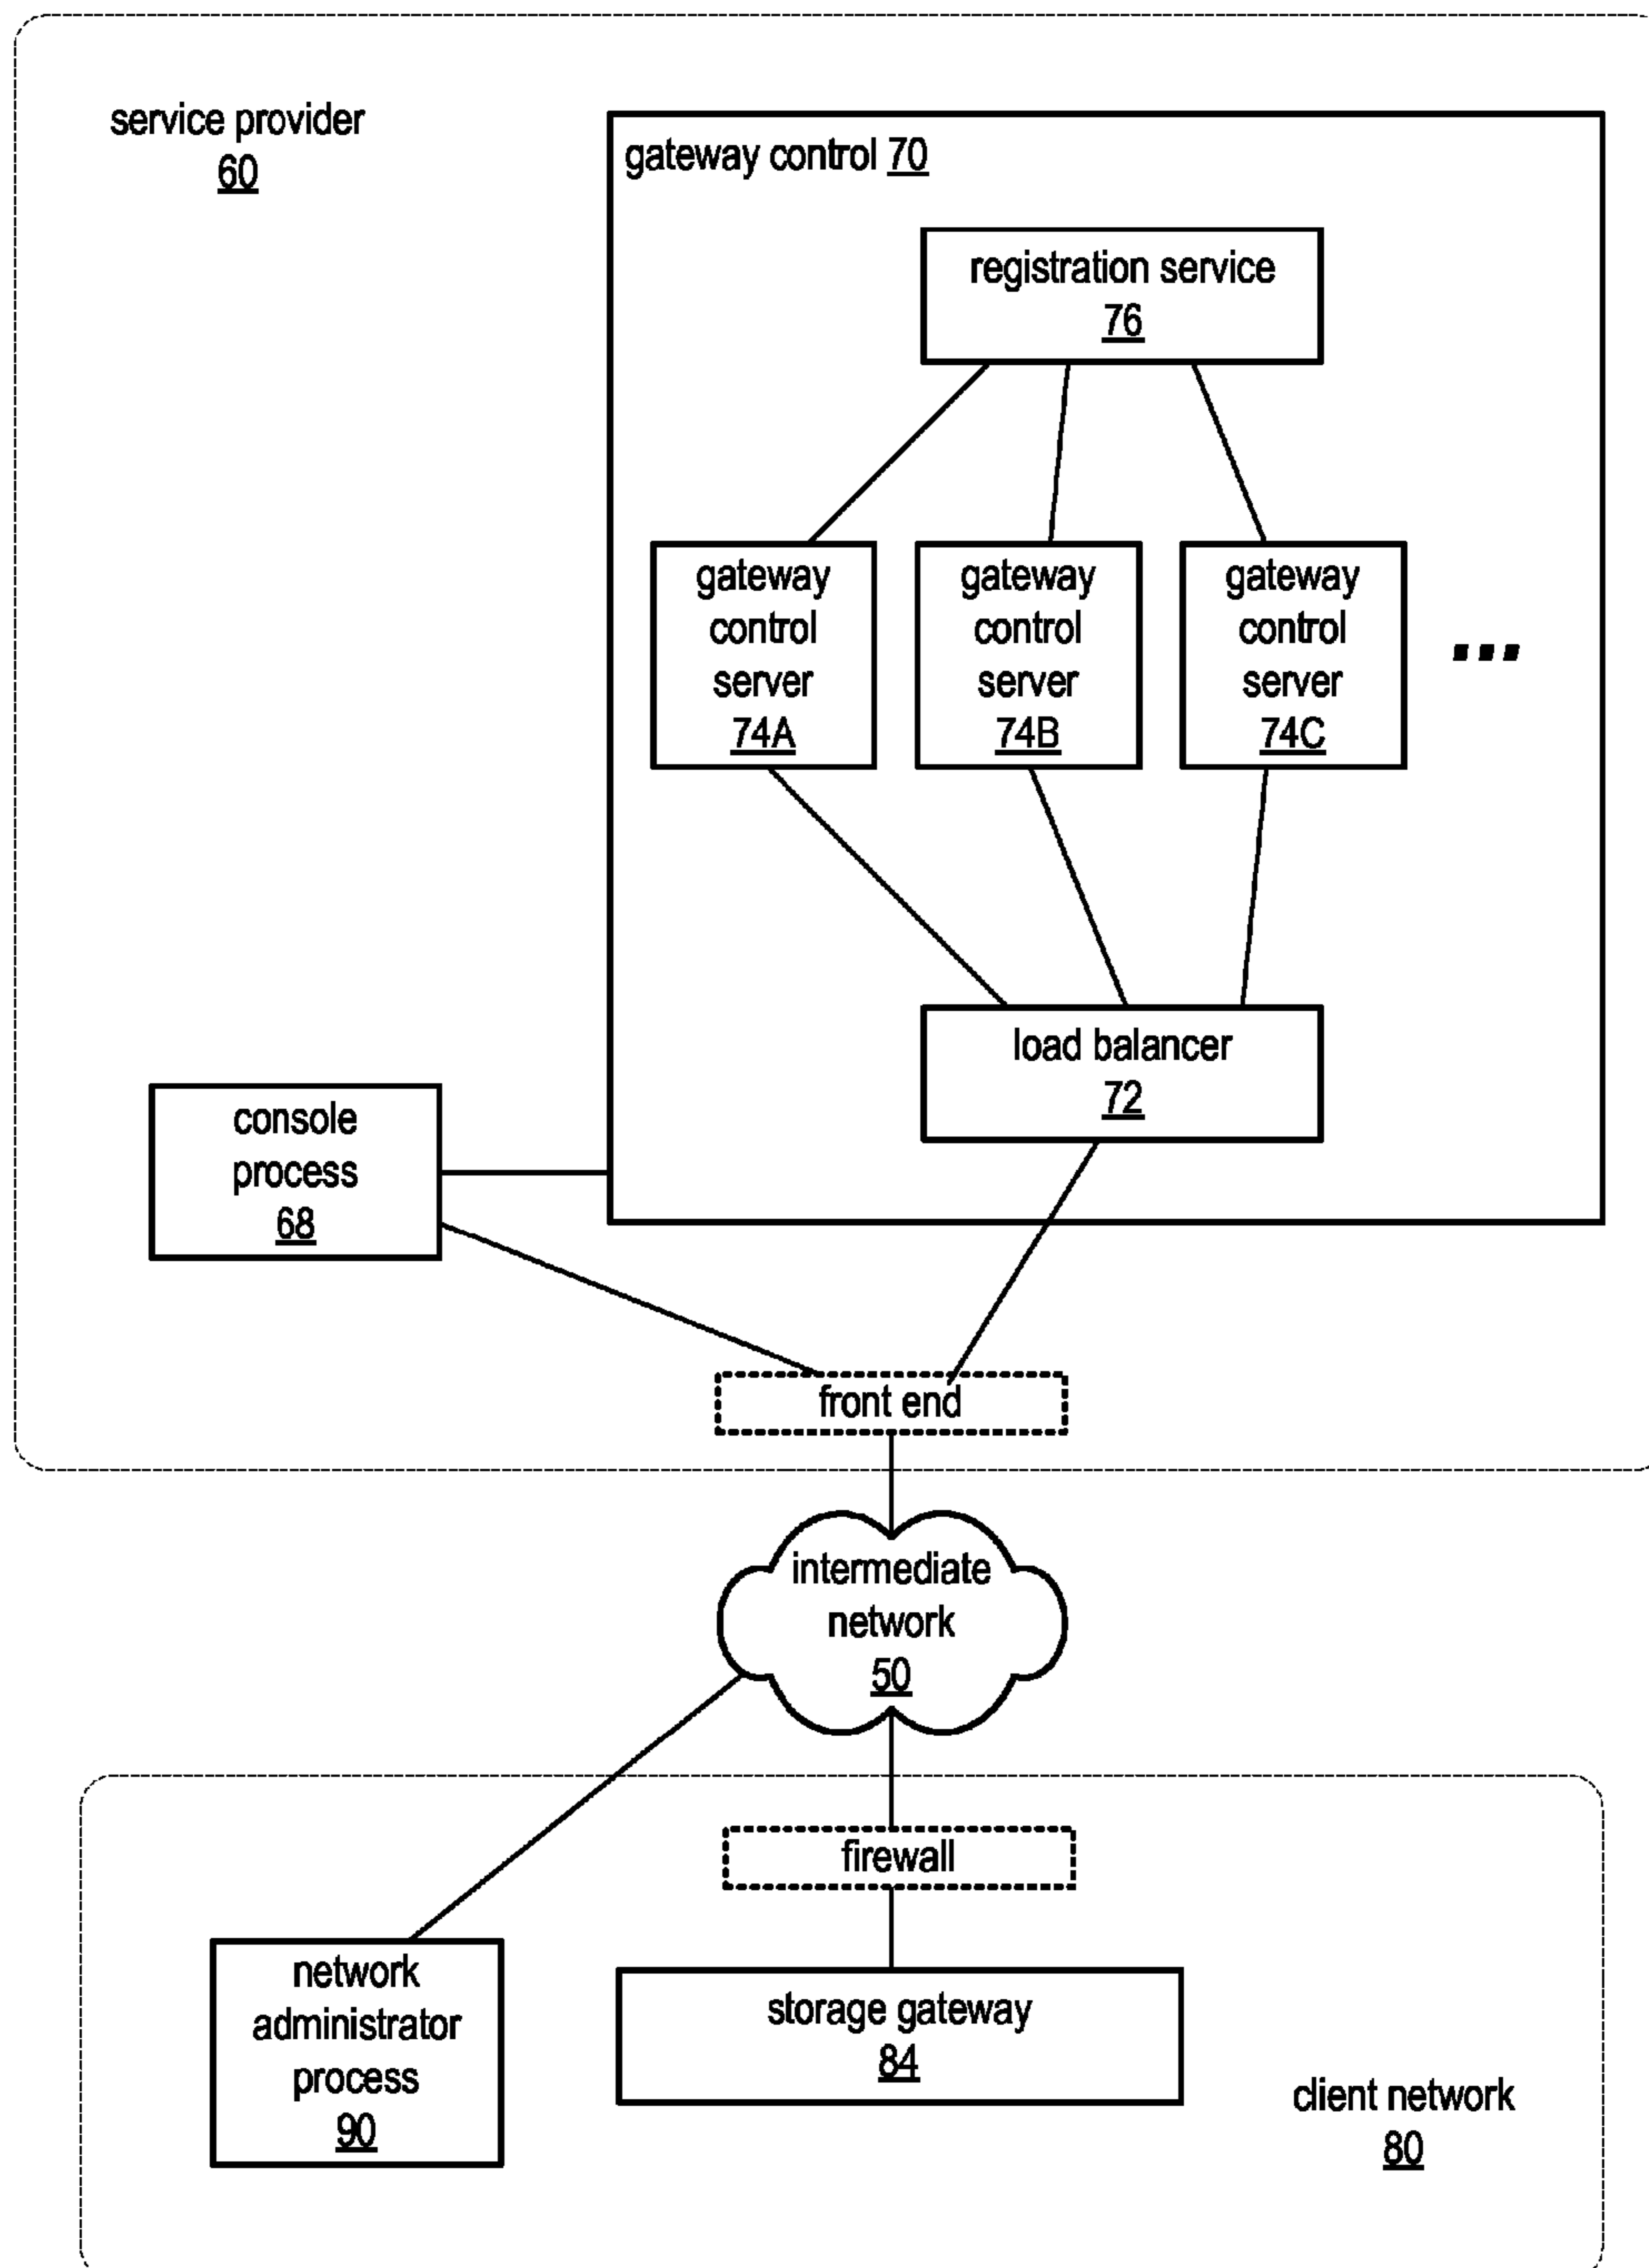 service provider
60
gateway control 70
registration service
76
gateway
control
server
74A
gateway
control
server
74B
gateway
control
server
74C
...
load balancer
72
console
process
68
front end
intermediate
network
50
firewall
network
administrator
process
90
storage gateway
84
client network
80